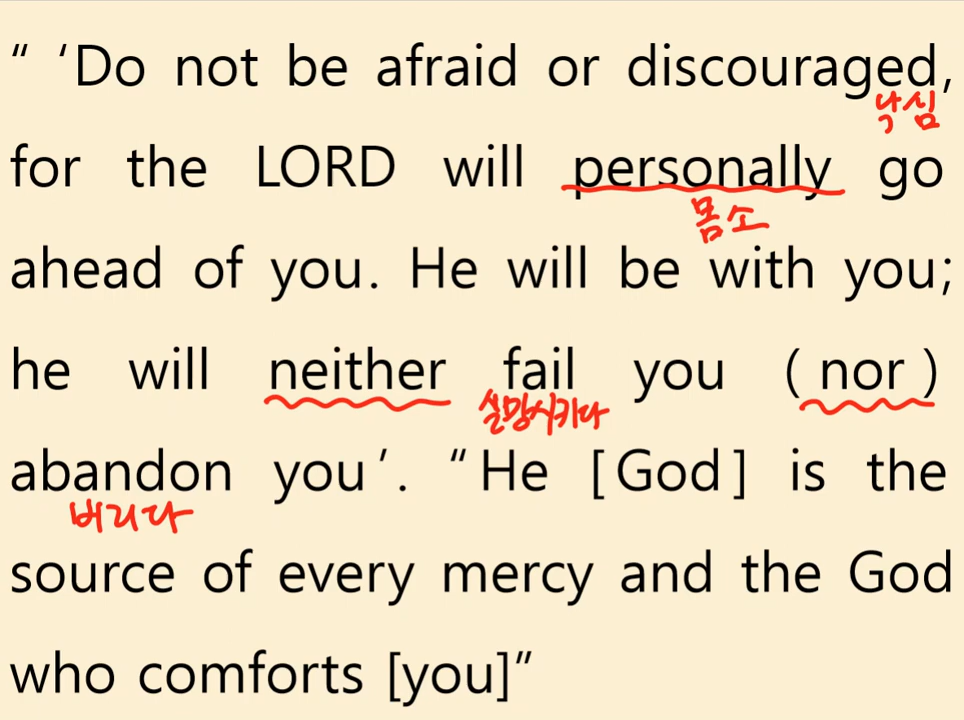 “ ‘Do not be afraid or discouraged,
낙심
for the LORD will personally go
몸소
ahead of you. He will be with you;
he will neither fail you ( nor )
실망시키다
abandon you ’. “ He [ God ] is the
버리다
source of every mercy and the God
who comforts [you]”